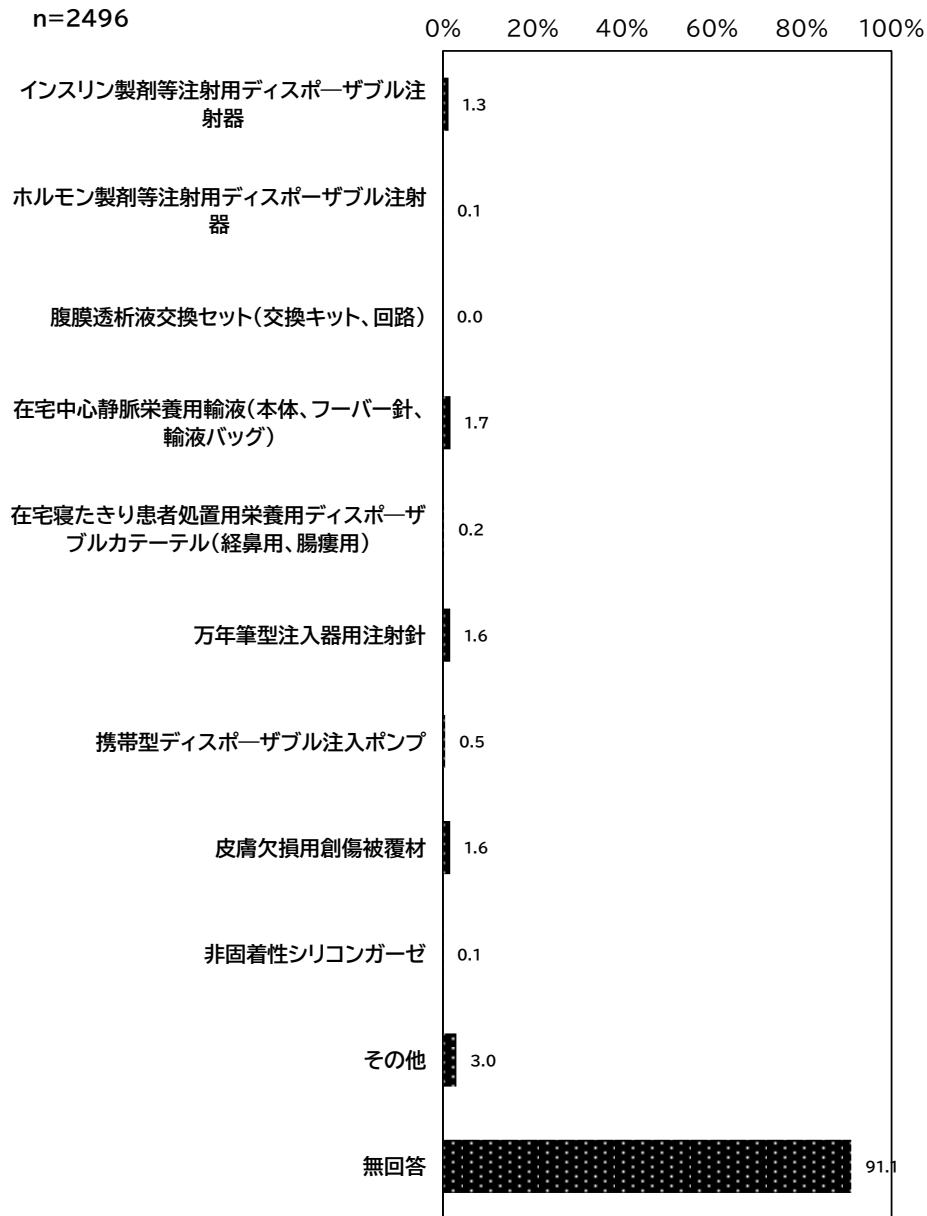 n=2496
0% 20% 40% 60% 80% 100%
インスリン製剤等注射用ディスポ―ザブル注
射器
1.3
ホルモン製剤等注射用ディスポーザブル注射
器
0.1
腹膜透析液交換セット(交換キット、回路)
0.0
在宅中心静脈栄養用輸液(本体、フーバー針、
輸液バッグ)
1.7
在宅寝たきり患者処置用栄養用ディスポ―ザ
ブルカテーテル(経鼻用、腸瘻用)
0.2
万年筆型注入器用注射針
1.6
携帯型ディスポ―ザブル注入ポンプ
0.5
皮膚欠損用創傷被覆材
1.6
非固着性シリコンガーゼ
0.1
その他
3.0
無回答
91.1